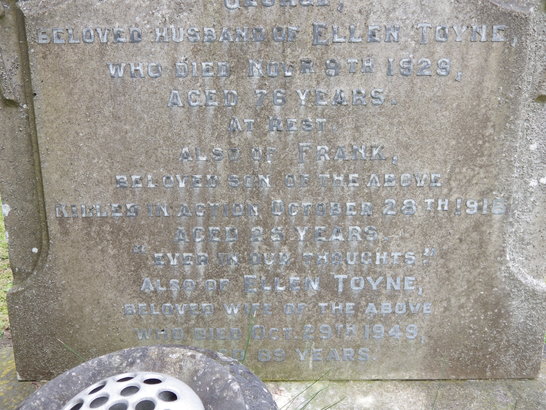 GEORGE,
BELOVED HUSBAND OF ELLEN TOYNE,
WHO DIED NOVR 9TH 1929,
AGED 76 YEARS.
AT REST.
ALSO OF FRANK,
BELOVED SON OF THE ABOVE
KILLED IN ACTION OCTOBER 28TH 1918
AGED 25 YEARS
"EVER IN OUR THOUGHTS."
ALSO OF ELLEN TOYNE,
BELOVED WIFE OF THE ABOVE
WHO DIED OCT. 29TH 1949,
89 YEARS